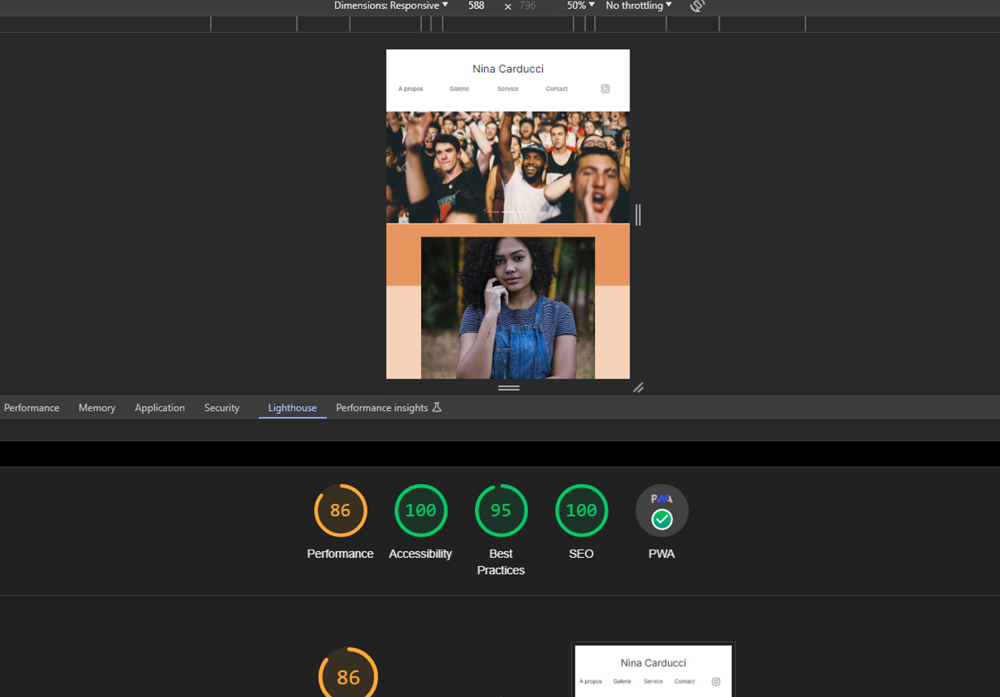 Dimensions: Responsive 588 x 796 50% No throttling
Nina Carducci
À propos Galerie Service Contact
Performance Memory Application Security Lighthouse Performance insights
86 100 95 100 PWA
Performance Accessibility Best Practices SEO PWA
86
Nina Carducci
À propos Galerie Service Contact